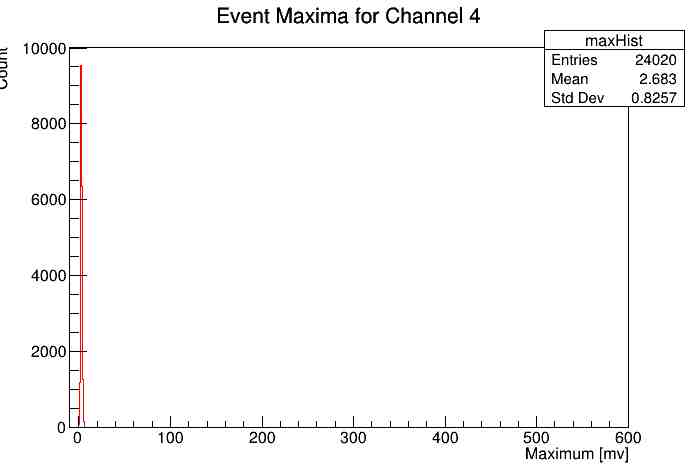 Event Maxima for Channel 4
maxHist
Entries 24020
Mean 2.683
Std Dev 0.8257
Count
10000
8000
6000
4000
2000
0
0 100 200 300 400 500 600
Maximum [mv]